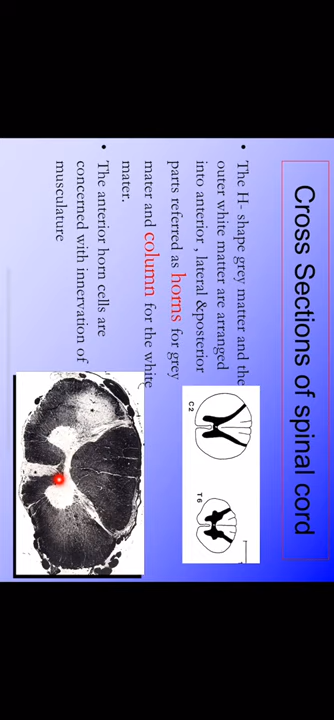 Cross Sections of spinal cord
• The H- shape grey matter and the
outer white matter are arranged
into anterior , lateral &posterior
parts referred as horns for grey
mater and column for the white
mater.
• The anterior horn cells are
concerned with innervation of
musculature
C 2
T 6